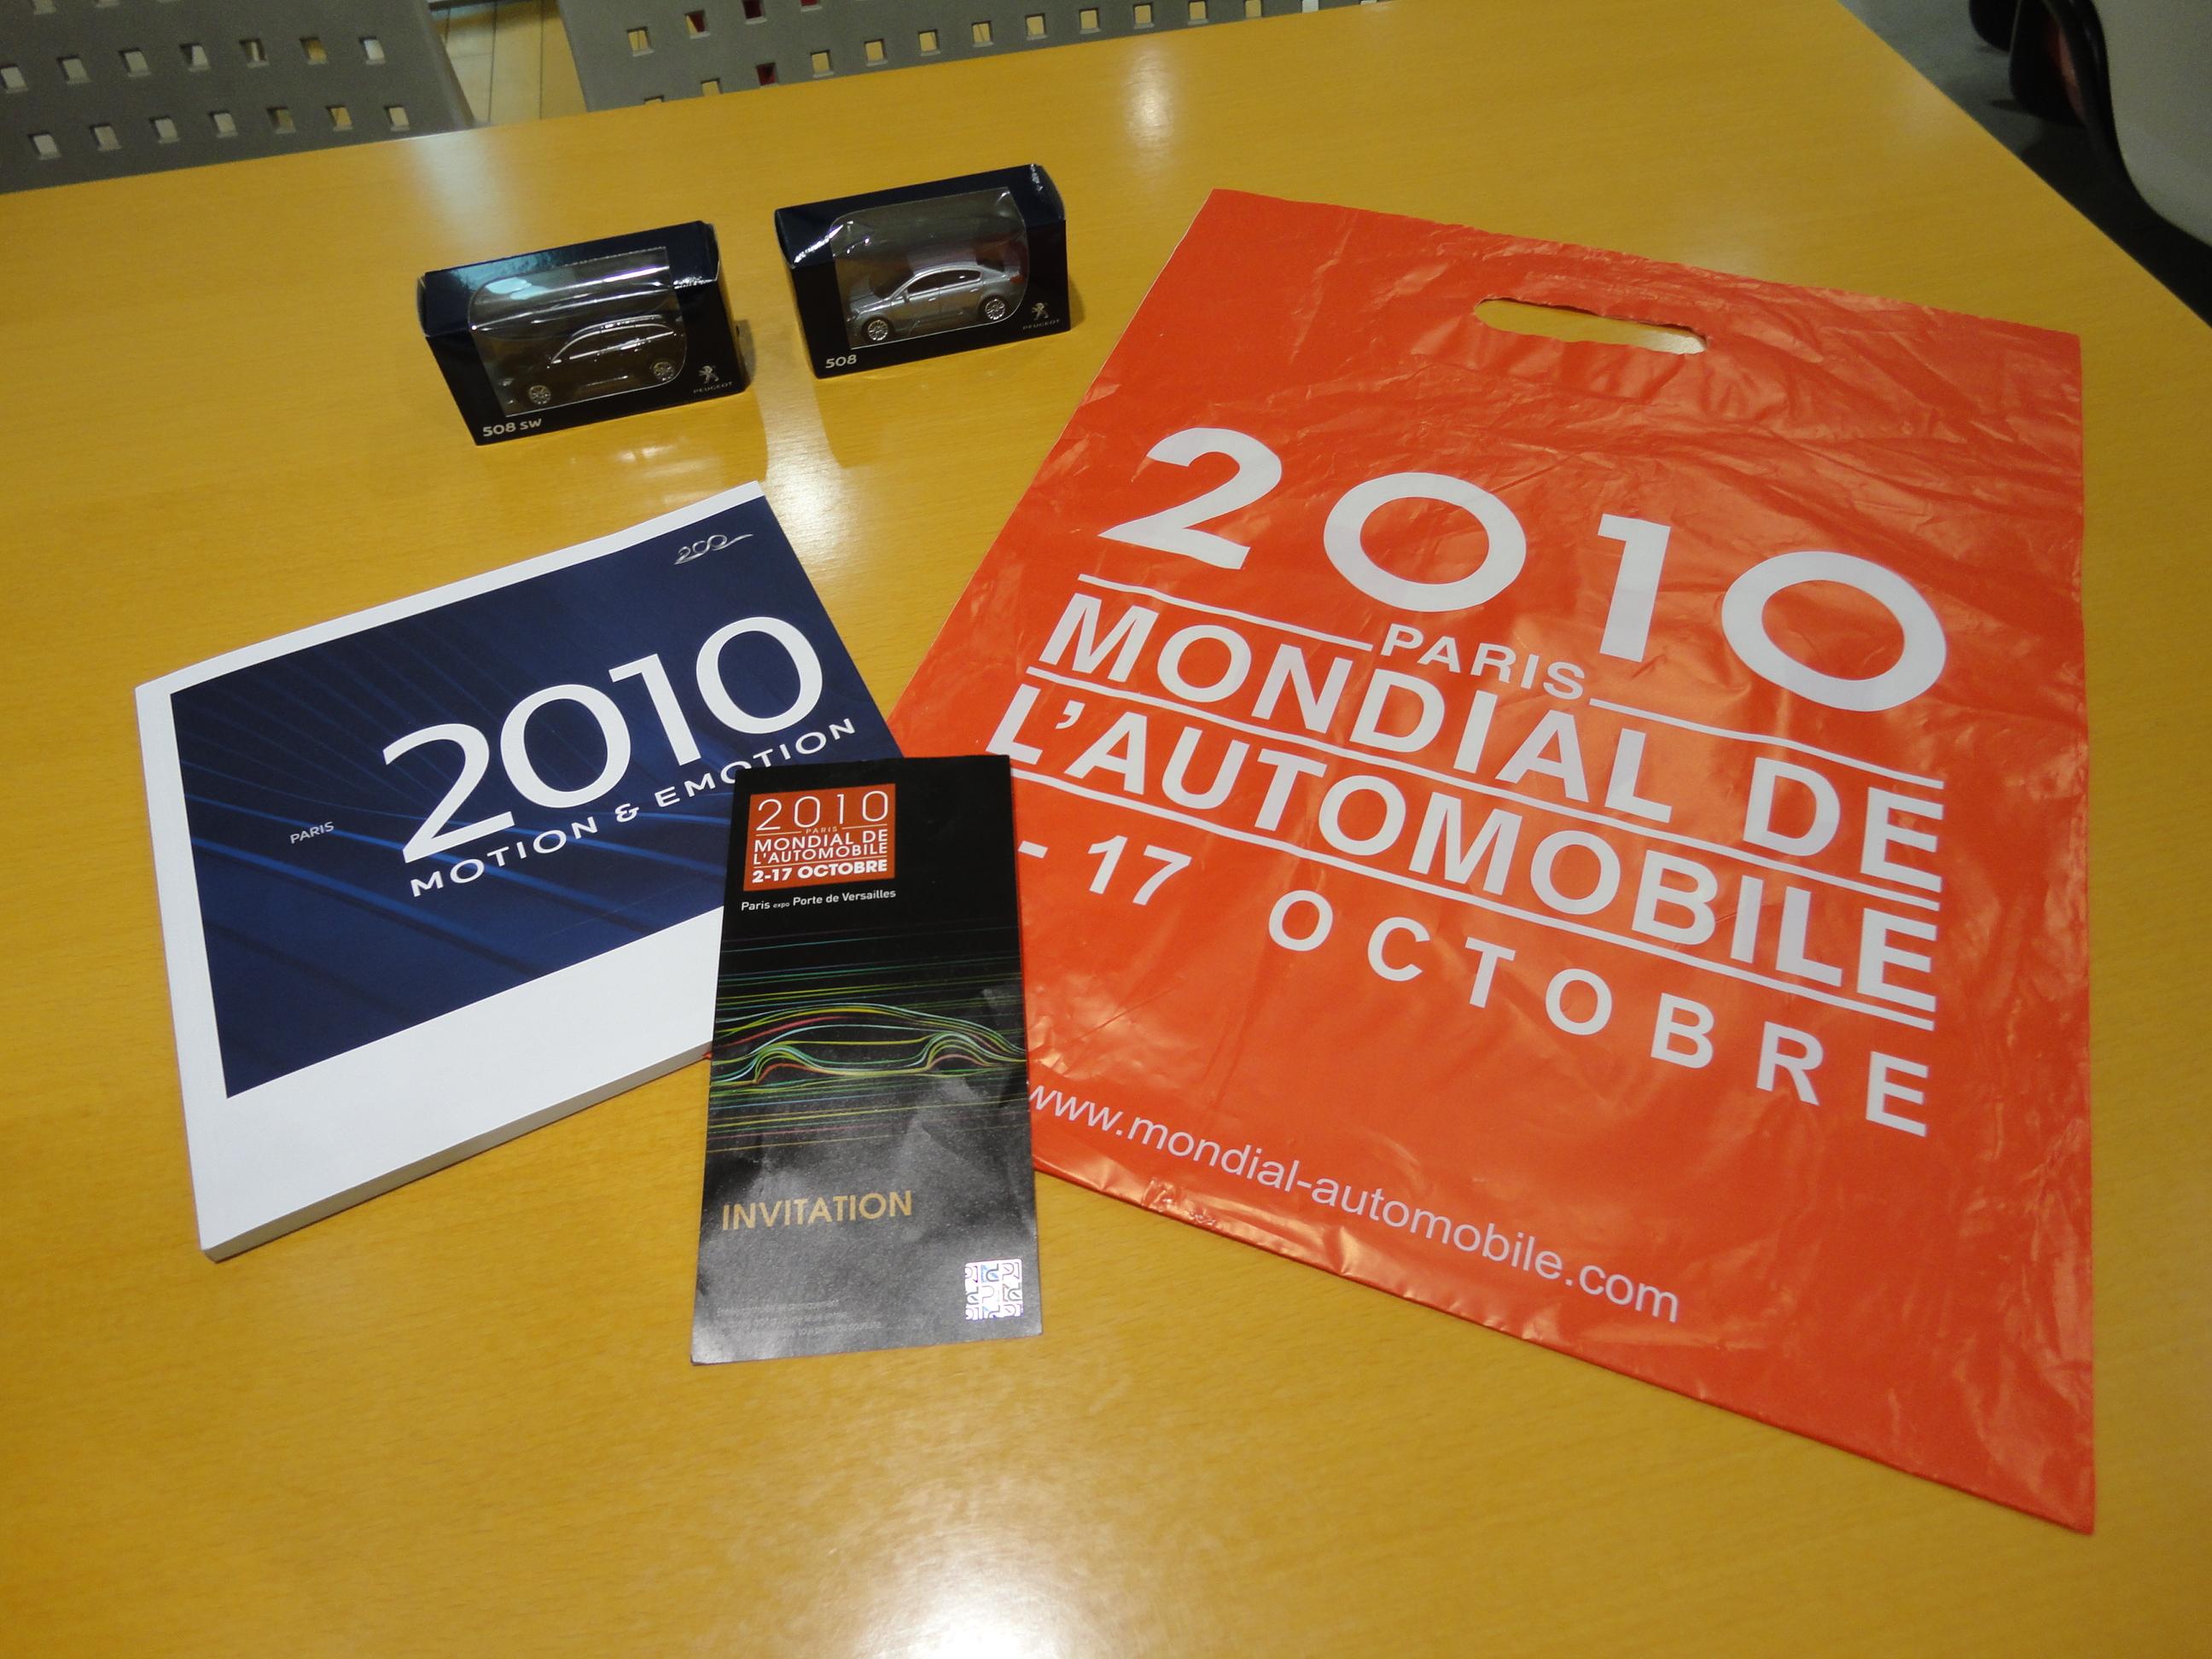 508 SW
PEUGEOT
508
PEUGEOT
200
PARIS
2010
MOTION & EMOTION
2010
PARIS
MONDIAL DE
L'AUTOMOBILE
2-17 OCTOBRE
Paris expo Porte de Versailles
INVITATION
2010
PARIS
MONDIAL DE
L'AUTOMOBILE
- 17 OCTOBRE
www.mondial-automobile.com